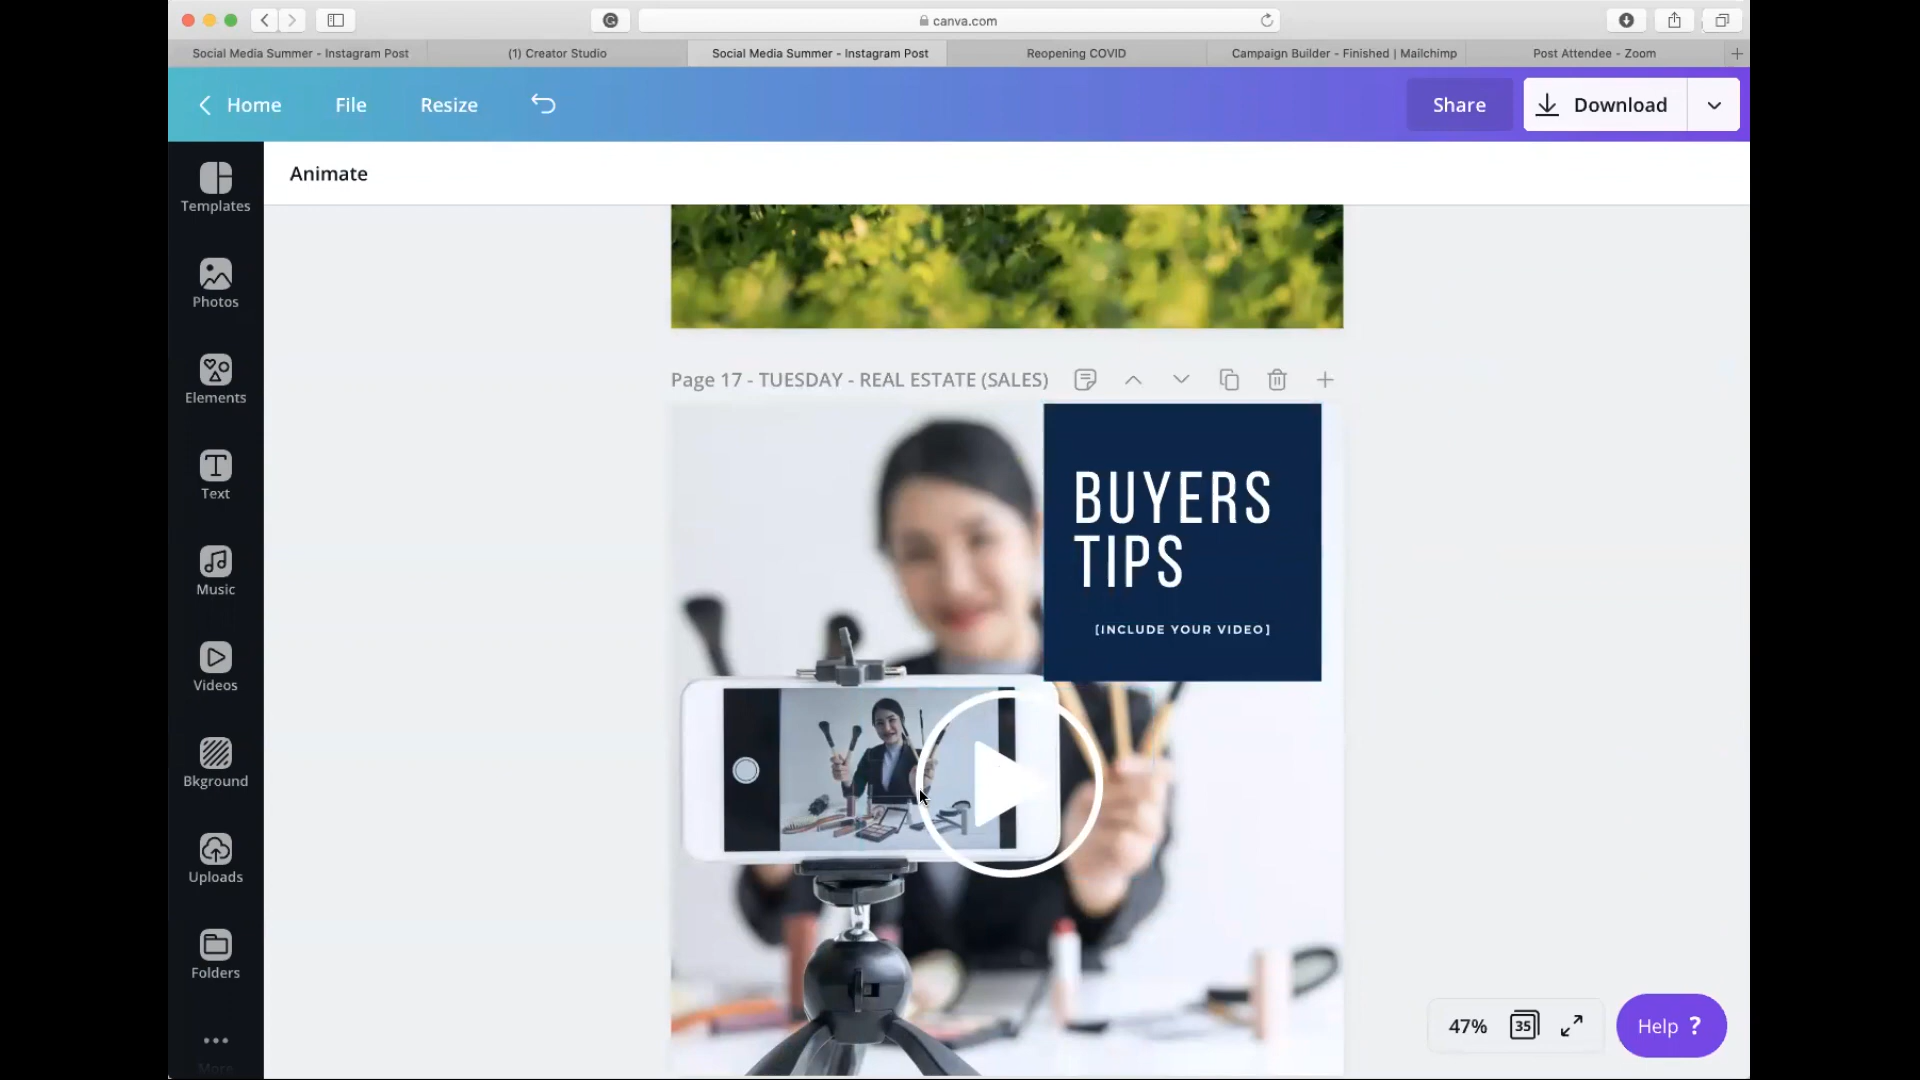 canva.com
Social Media Summer - Instagram Post
(1) Creator Studio
Social Media Summer - Instagram Post
Reopening COVID
Campaign Builder - Finished | Mailchimp
Post Attendee - Zoom
Home
File
Resize
Share
Download
Animate
Templates
Photos
Elements
Text
Music
Videos
Bkground
Uploads
Folders
More
Page 17 - TUESDAY - REAL ESTATE (SALES)
BUYERS
TIPS
[INCLUDE YOUR VIDEO]
47%
35
Help ?